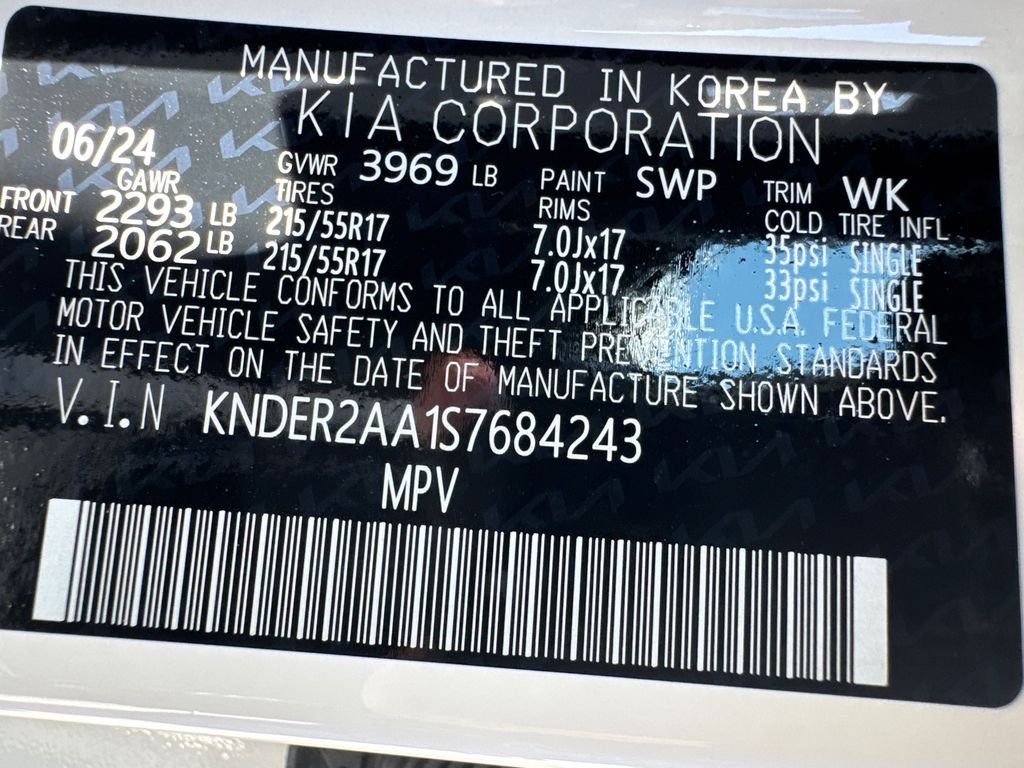 MANUFACTURED IN KOREA BY
KIA CORPORATION
06/24 GVWR 3969 LB PAINT SWP TRIM WK
GAWR TIRES RIMS COLD TIRE INFL
FRONT 2293 LB 215/55R17 7.0Jx17 35psi SINGLE
REAR 2062 LB 215/55R17 7.0Jx17 33psi SINGLE
THIS VEHICLE CONFORMS TO ALL APPLICABLE U.S.A. FEDERAL
MOTOR VEHICLE SAFETY AND THEFT PREVENTION STANDARDS
IN EFFECT ON THE DATE OF MANUFACTURE SHOWN ABOVE.
V.I.N KNDER2AA1S7684243
MPV